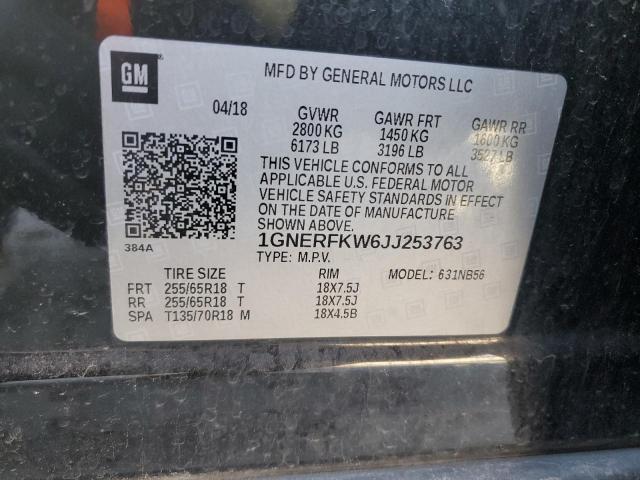 GM
MFD BY GENERAL MOTORS LLC
04/18
GVWR GAWR FRT GAWR RR
2800 KG 1450 KG 1600 KG
6173 LB 3196 LB 3527 LB
THIS VEHICLE CONFORMS TO ALL
APPLICABLE U.S. FEDERAL MOTOR
VEHICLE SAFETY STANDARDS IN EFFECT
ON THE DATE OF MANUFACTURE
SHOWN ABOVE.
384A
1GNERFKW6JJ253763
TYPE: M.P.V.
TIRE SIZE RIM MODEL: 631NB56
FRT 255/65R18 T 18X7.5J
RR 255/65R18 T 18X7.5J
SPA T135/70R18 M 18X4.5B